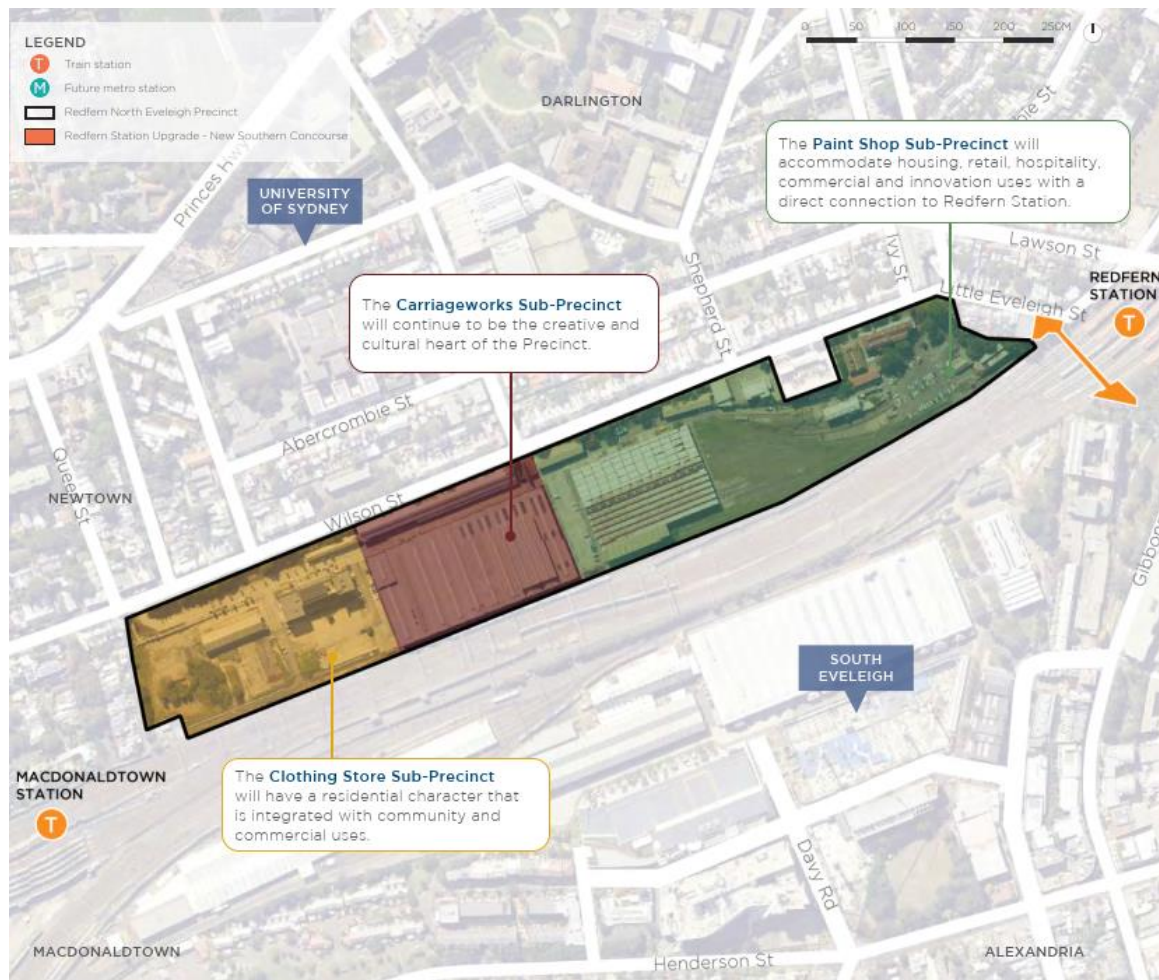 LEGEND
T Train station
M Future metro station
Redfern North Eveleigh Precinct
Redfern Station Upgrade - New Southern Concourse
0 50 100 150 200 250M
DARLINGTON
Princes Hwy
UNIVERSITY
OF SYDNEY
The Paint Shop Sub-Precinct will
accommodate housing, retail, hospitality,
commercial and innovation uses with a
direct connection to Redfern Station.
Ivy St
Lawson St
Shepherd St
Little Eveleigh St
REDFERN
STATION
T
The Carriageworks Sub-Precinct
will continue to be the creative and
cultural heart of the Precinct.
Abercrombie St
Queen St
NEWTOWN
Wilson St
SOUTH
EVELEIGH
The Clothing Store Sub-Precinct
will have a residential character that
is integrated with community and
commercial uses.
MACDONALDTOWN
STATION
T
Davy Rd
MACDONALDTOWN
Henderson St
ALEXANDRIA